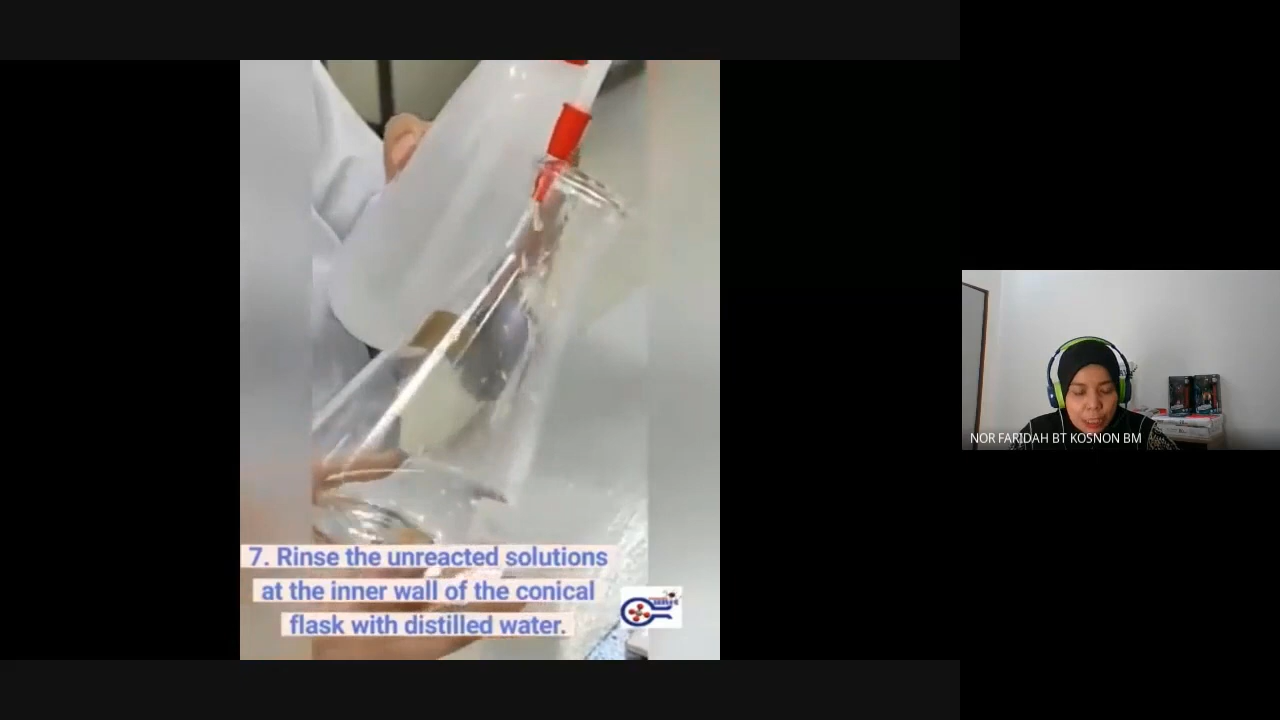 7. Rinse the unreacted solutions
at the inner wall of the conical
flask with distilled water.
NOR FARIDAH BT KOSNON BM